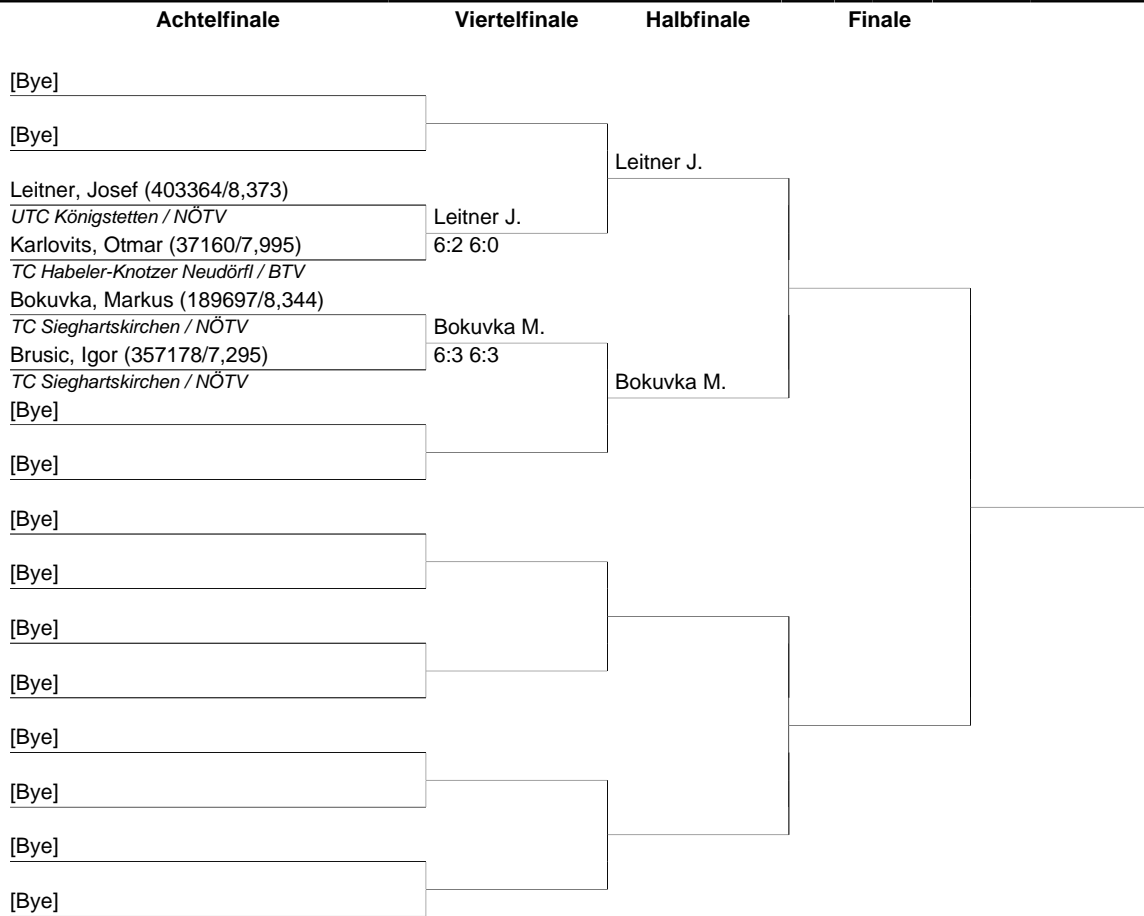 Achtelfinale Viertelfinale Halbfinale Finale
[Bye]
[Bye]
Leitner J.
Leitner, Josef (403364/8,373)
UTC Königstetten / NÖTV Leitner J.
Karlovits, Otmar (37160/7,995) 6:2 6:0
TC Habeler-Knotzer Neudörfl / BTV
Bokuvka, Markus (189697/8,344)
TC Sieghartskirchen / NÖTV Bokuvka M.
Brusic, Igor (357178/7,295) 6:3 6:3
TC Sieghartskirchen / NÖTV Bokuvka M.
[Bye]
[Bye]
[Bye]
[Bye]
[Bye]
[Bye]
[Bye]
[Bye]
[Bye]
[Bye]